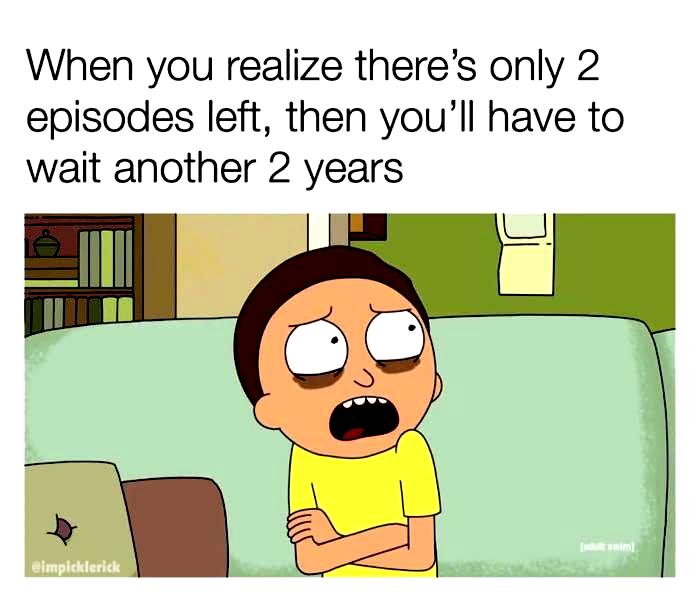 When you realize there’s only 2
episodes left, then you’ll have to
wait another 2 years
[adult swim]
@impicklerick